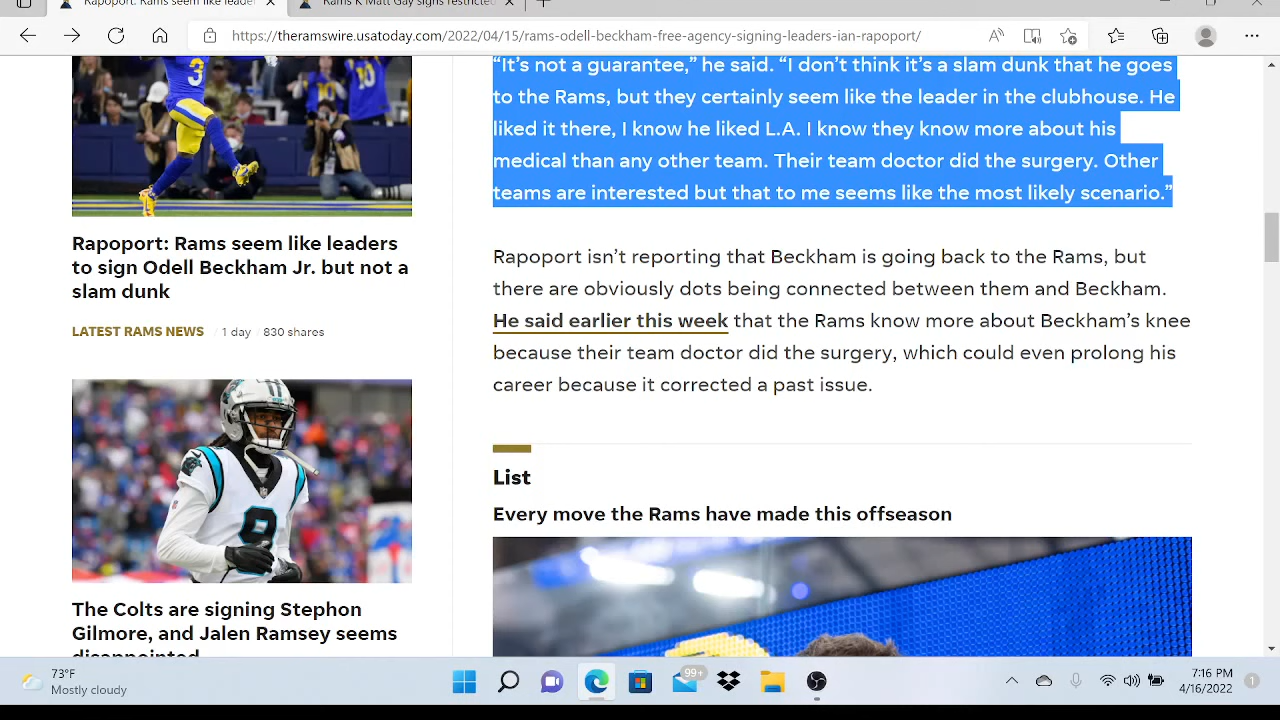 Rapoport: Rams seem like leader
Rams K Matt Gay signs restricted
https://theramswire.usatoday.com/2022/04/15/rams-odell-beckham-free-agency-signing-leaders-ian-rapoport/
“It’s not a guarantee,” he said. “I don’t think it’s a slam dunk that he goes
to the Rams, but they certainly seem like the leader in the clubhouse. He
liked it there, I know he liked L.A. I know they know more about his
medical than any other team. Their team doctor did the surgery. Other
teams are interested but that to me seems like the most likely scenario.”
Rapoport isn’t reporting that Beckham is going back to the Rams, but
there are obviously dots being connected between them and Beckham.
He said earlier this week that the Rams know more about Beckham’s knee
because their team doctor did the surgery, which could even prolong his
career because it corrected a past issue.
List
Every move the Rams have made this offseason
3
10
Rapoport: Rams seem like leaders
to sign Odell Beckham Jr. but not a
slam dunk
LATEST RAMS NEWS / 1 day / 830 shares
9
The Colts are signing Stephon
Gilmore, and Jalen Ramsey seems
disappointed
73°F
Mostly cloudy
99+
7:16 PM
4/16/2022
1